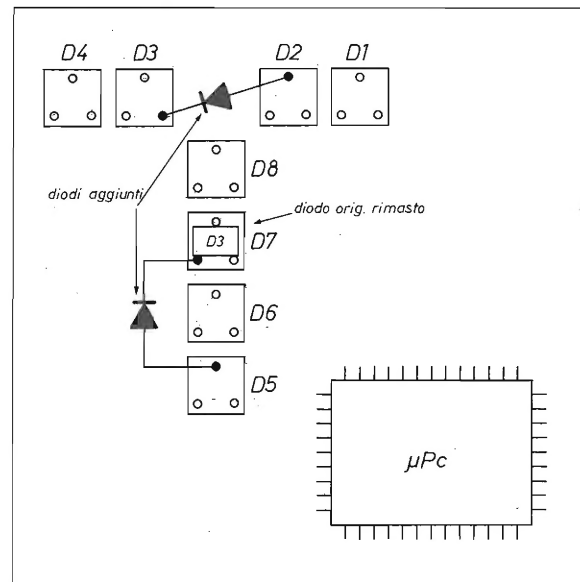 D4 D3 D2 D1
D8
diodi aggiunti
diodo orig. rimasto
D3
D7
D6
D5
µPc